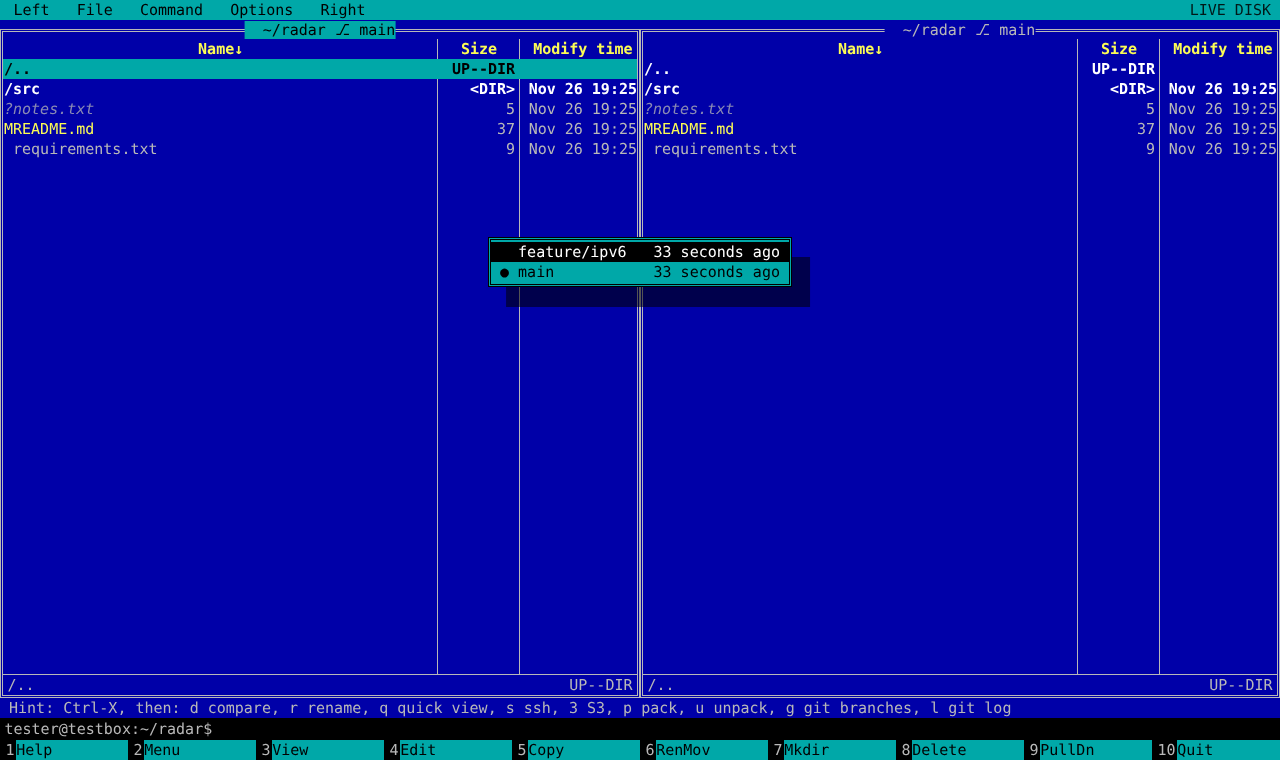 Left File Command Options Right LIVE DISK
~/radar ⎇ main ~/radar ⎇ main
Name↓ Size Modify time Name↓ Size Modify time
/.. UP--DIR /.. UP--DIR
/src <DIR> Nov 26 19:25 /src <DIR> Nov 26 19:25
?notes.txt 5 Nov 26 19:25 ?notes.txt 5 Nov 26 19:25
MREADME.md 37 Nov 26 19:25 MREADME.md 37 Nov 26 19:25
requirements.txt 9 Nov 26 19:25 requirements.txt 9 Nov 26 19:25
feature/ipv6 33 seconds ago
● main 33 seconds ago
/.. UP--DIR /.. UP--DIR
Hint: Ctrl-X, then: d compare, r rename, q quick view, s ssh, 3 S3, p pack, u unpack, g git branches, l git log
tester@testbox:~/radar$
1Help 2Menu 3View 4Edit 5Copy 6RenMov 7Mkdir 8Delete 9PullDn 10Quit